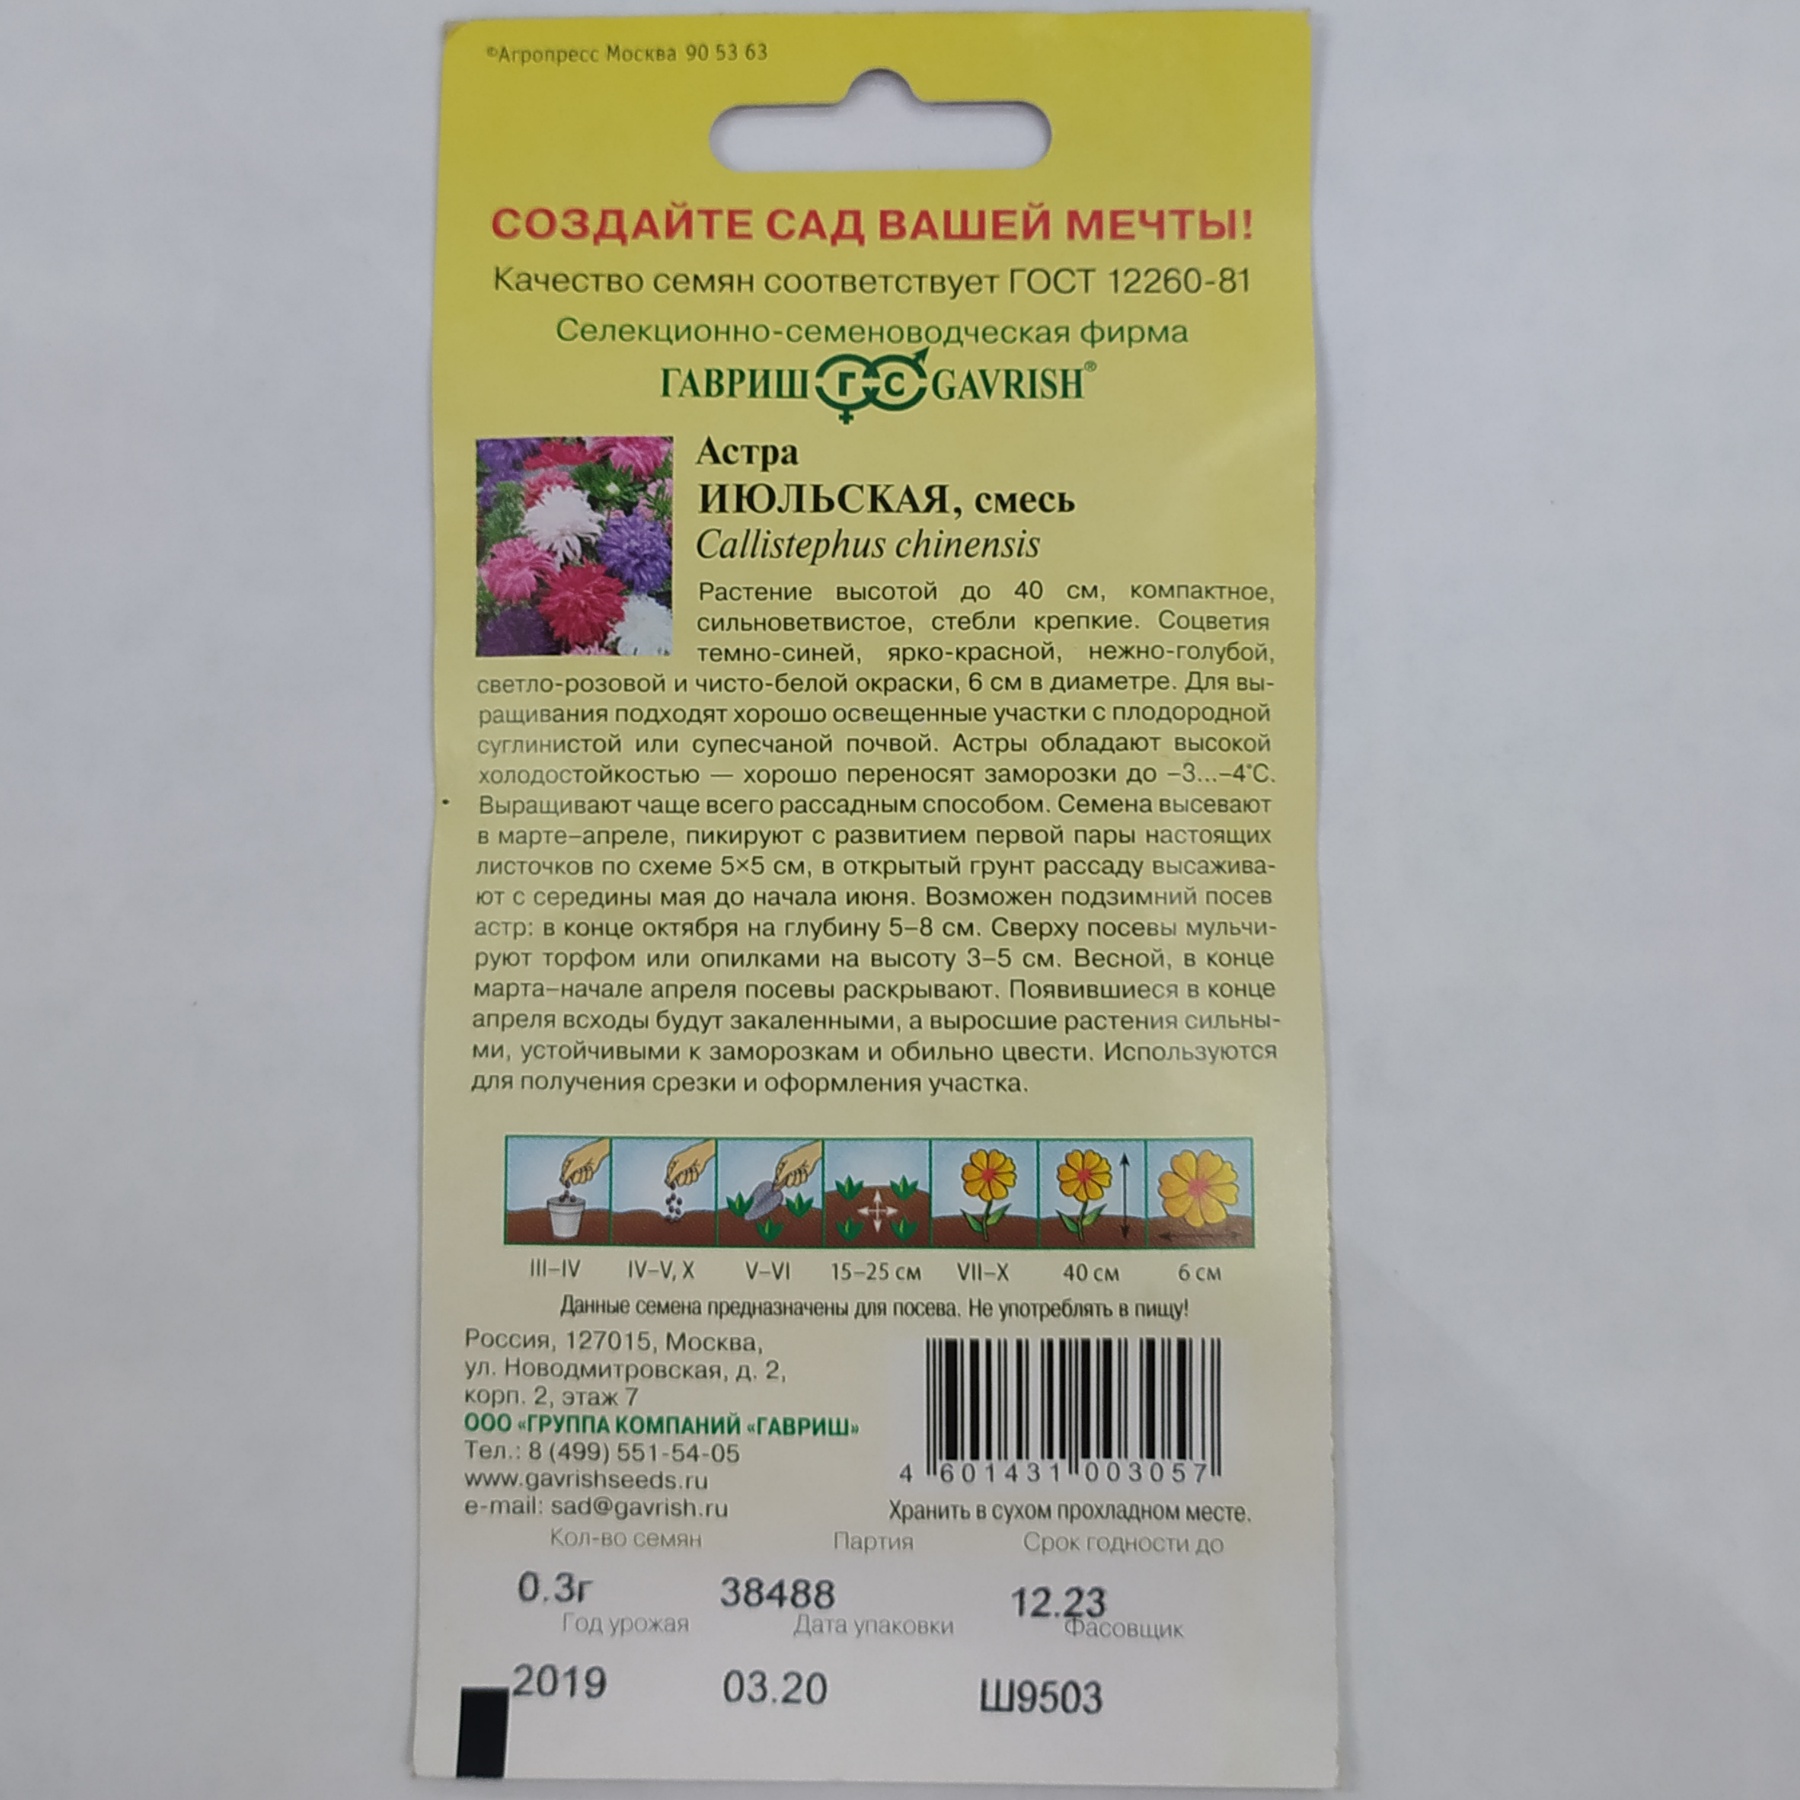 ©Агропресс Москва 90 53 63
СОЗДАЙТЕ САД ВАШЕЙ МЕЧТЫ!
Качество семян соответствует ГОСТ 12260-81
Селекционно-семеноводческая фирма
ГАВРИШ ГС GAVRISH®
Астра
ИЮЛЬСКАЯ, смесь
Callistephus chinensis
Растение высотой до 40 см, компактное,
сильноветвистое, стебли крепкие. Соцветия
темно-синей, ярко-красной, нежно-голубой,
светло-розовой и чисто-белой окраски, 6 см в диаметре. Для вы-
ращивания подходят хорошо освещенные участки с плодородной
суглинистой или супесчаной почвой. Астры обладают высокой
холодостойкостью — хорошо переносят заморозки до –3...–4°С.
Выращивают чаще всего рассадным способом. Семена высевают
в марте–апреле, пикируют с развитием первой пары настоящих
листочков по схеме 5×5 см, в открытый грунт рассаду высажива-
ют с середины мая до начала июня. Возможен подзимний посев
астр: в конце октября на глубину 5–8 см. Сверху посевы мульчи-
руют торфом или опилками на высоту 3–5 см. Весной, в конце
марта–начале апреля посевы раскрывают. Появившиеся в конце
апреля всходы будут закаленными, а выросшие растения сильны-
ми, устойчивыми к заморозкам и обильно цвести. Используются
для получения срезки и оформления участка.
III–IV IV–V, X V–VI 15–25 см VII–X 40 см 6 см
Данные семена предназначены для посева. Не употреблять в пищу!
Россия, 127015, Москва,
ул. Новодмитровская, д. 2,
корп. 2, этаж 7
ООО «ГРУППА КОМПАНИЙ «ГАВРИШ»
Тел.: 8 (499) 551-54-05
www.gavrishseeds.ru
e-mail: sad@gavrish.ru
4 601431 003057
Хранить в сухом прохладном месте.
Кол-во семян Партия Срок годности до
0.3г 38488 12.23
Год урожая Дата упаковки Фасовщик
2019 03.20 Ш9503